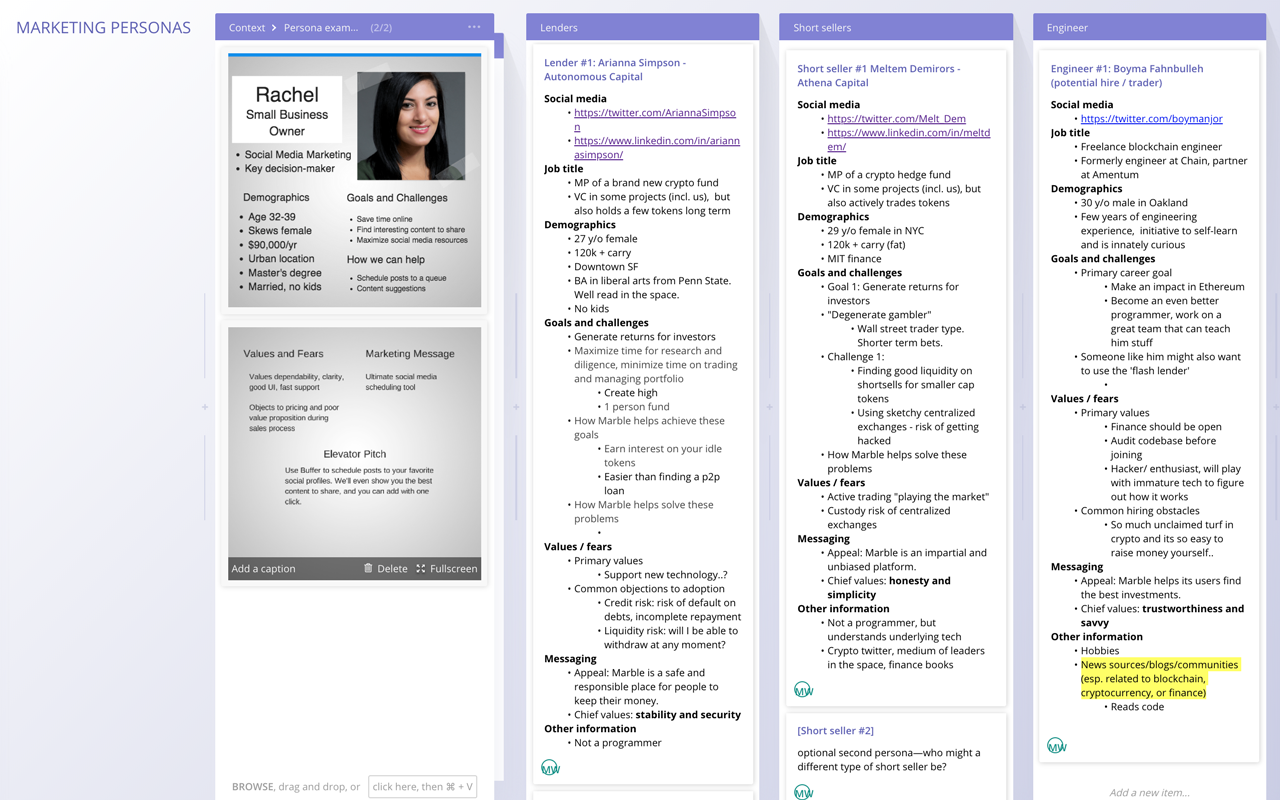 MARKETING PERSONAS
Context > Persona exam... (2/2)
Rachel
Small Business
Owner
• Social Media Marketing
• Key decision-maker
Demographics
• Age 32-39
• Skews female
• $90,000/yr
• Urban location
• Master's degree
• Married, no kids
Goals and Challenges
• Save time online
• Find interesting content to share
• Maximize social media resources
How we can help
• Schedule posts to a queue
• Content suggestions
Values and Fears
Values dependability, clarity,
good UI, fast support
Objects to pricing and poor
value proposition during
sales process
Marketing Message
Ultimate social media
scheduling tool
Elevator Pitch
Use Buffer to schedule posts to your favorite
social profiles. We'll even show you the best
content to share, and you can add with one
click.
Add a caption
Delete
Fullscreen
BROWSE, drag and drop, or
click here, then ⌘ + V
Lenders
Lender #1: Arianna Simpson -
Autonomous Capital
Social media
• https://twitter.com/AriannaSimpso
n
• https://www.linkedin.com/in/ariann
asimpson/
Job title
• MP of a brand new crypto fund
• VC in some projects (incl. us), but
also holds a few tokens long term
Demographics
• 27 y/o female
• 120k + carry
• Downtown SF
• BA in liberal arts from Penn State.
Well read in the space.
• No kids
Goals and challenges
• Generate returns for investors
• Maximize time for research and
diligence, minimize time on trading
and managing portfolio
• Create high
• 1 person fund
• How Marble helps achieve these
goals
• Earn interest on your idle
tokens
• Easier than finding a p2p
loan
• How Marble helps solve these
problems
•
Values / fears
• Primary values
• Support new technology..?
• Common objections to adoption
• Credit risk: risk of default on
debts, incomplete repayment
• Liquidity risk: will I be able to
withdraw at any moment?
Messaging
• Appeal: Marble is a safe and
responsible place for people to
keep their money.
• Chief values: stability and security
Other information
• Not a programmer
MW
Short sellers
Short seller #1 Meltem Demirors -
Athena Capital
Social media
• https://twitter.com/Melt_Dem
• https://www.linkedin.com/in/meltd
em/
Job title
• MP of a crypto hedge fund
• VC in some projects (incl. us), but
also actively trades tokens
Demographics
• 29 y/o female in NYC
• 120k + carry (fat)
• MIT finance
Goals and challenges
• Goal 1: Generate returns for
investors
• "Degenerate gambler"
• Wall street trader type.
Shorter term bets.
• Challenge 1:
• Finding good liquidity on
shortsells for smaller cap
tokens
• Using sketchy centralized
exchanges - risk of getting
hacked
• How Marble helps solve these
problems
Values / fears
• Active trading "playing the market"
• Custody risk of centralized
exchanges
Messaging
• Appeal: Marble is an impartial and
unbiased platform.
• Chief values: honesty and
simplicity
Other information
• Not a programmer, but
understands underlying tech
• Crypto twitter, medium of leaders
in the space, finance books
MW
[Short seller #2]
optional second persona—who might a
different type of short seller be?
MW
Engineer
Engineer #1: Boyma Fahnbulleh
(potential hire / trader)
Social media
• https://twitter.com/boymanjor
Job title
• Freelance blockchain engineer
• Formerly engineer at Chain, partner
at Amentum
Demographics
• 30 y/o male in Oakland
• Few years of engineering
experience, initiative to self-learn
and is innately curious
Goals and challenges
• Primary career goal
• Make an impact in Ethereum
• Become an even better
programmer, work on a
great team that can teach
him stuff
• Someone like him might also want
to use the 'flash lender'
•
Values / fears
• Primary values
• Finance should be open
• Audit codebase before
joining
• Hacker/ enthusiast, will play
with immature tech to figure
out how it works
• Common hiring obstacles
• So much unclaimed turf in
crypto and its so easy to
raise money yourself..
Messaging
• Appeal: Marble helps its users find
the best investments.
• Chief values: trustworthiness and
savvy
Other information
• Hobbies
• News sources/blogs/communities
(esp. related to blockchain,
cryptocurrency, or finance)
• Reads code
MW
Add a new item...